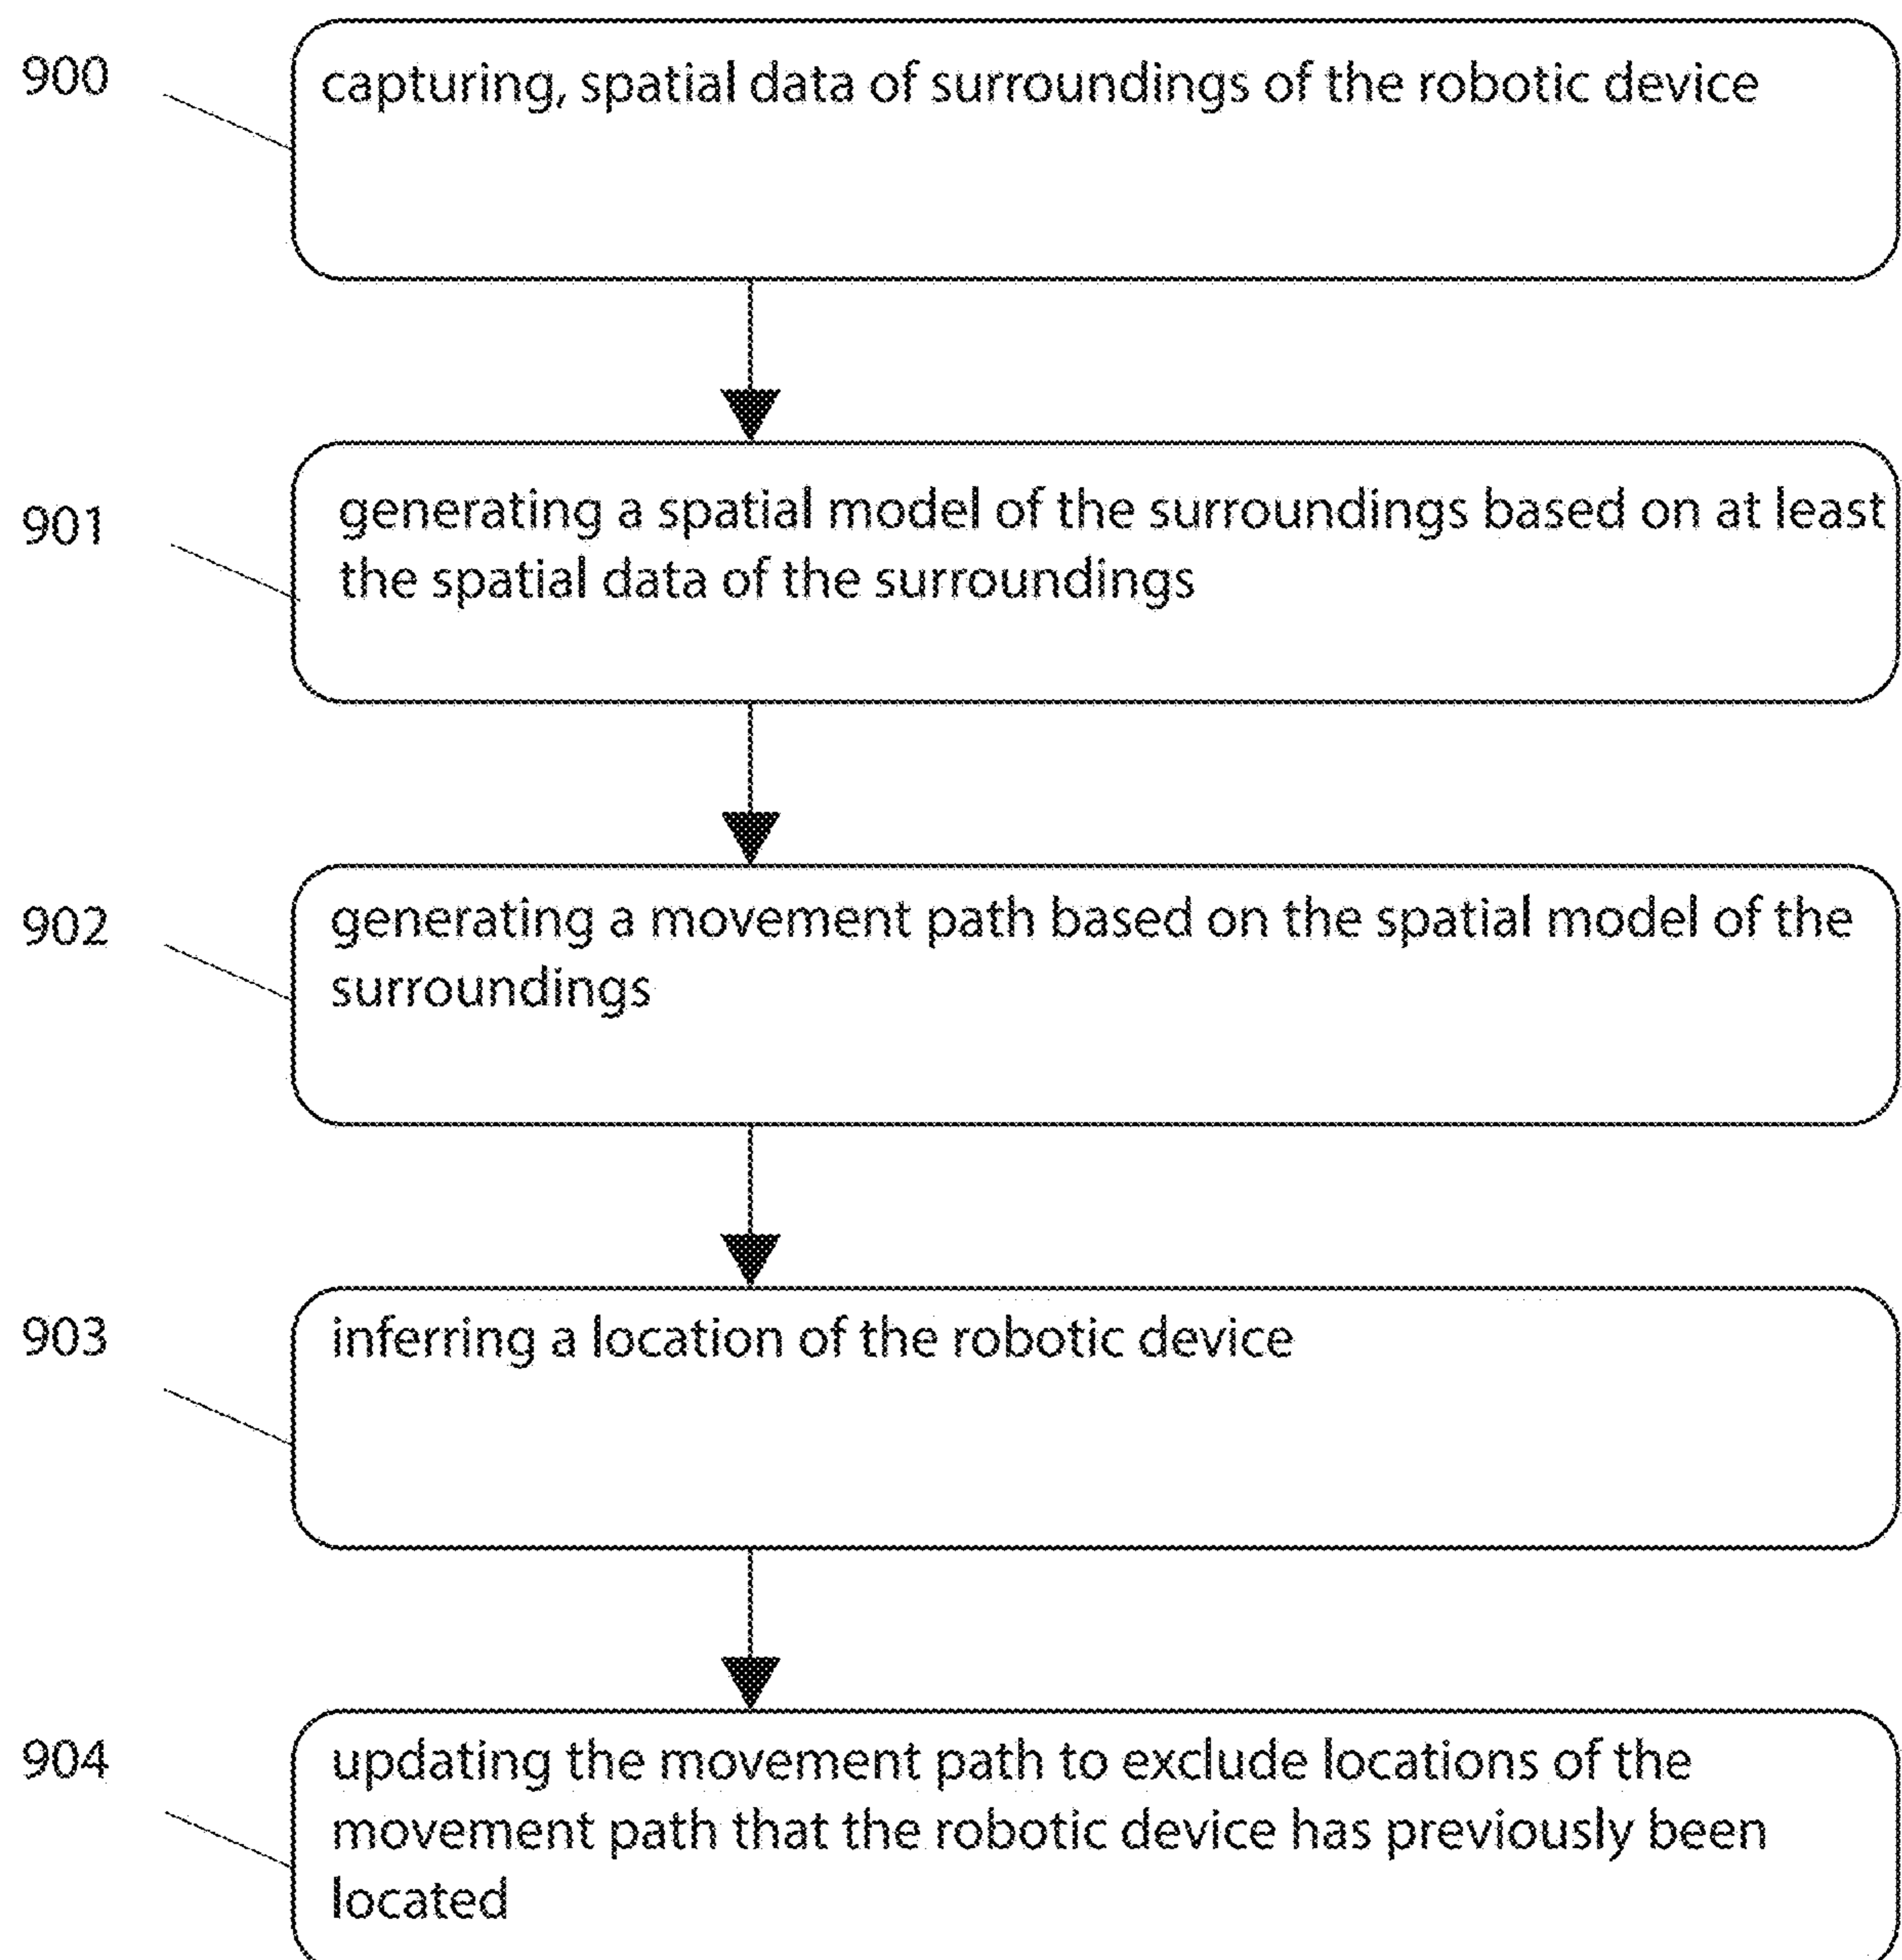 900
capturing, spatial data of surroundings of the robotic device
901
generating a spatial model of the surroundings based on at least
the spatial data of the surroundings
902
generating a movement path based on the spatial model of the
surroundings
903
inferring a location of the robotic device
904
updating the movement path to exclude locations of the
movement path that the robotic device has previously been
located